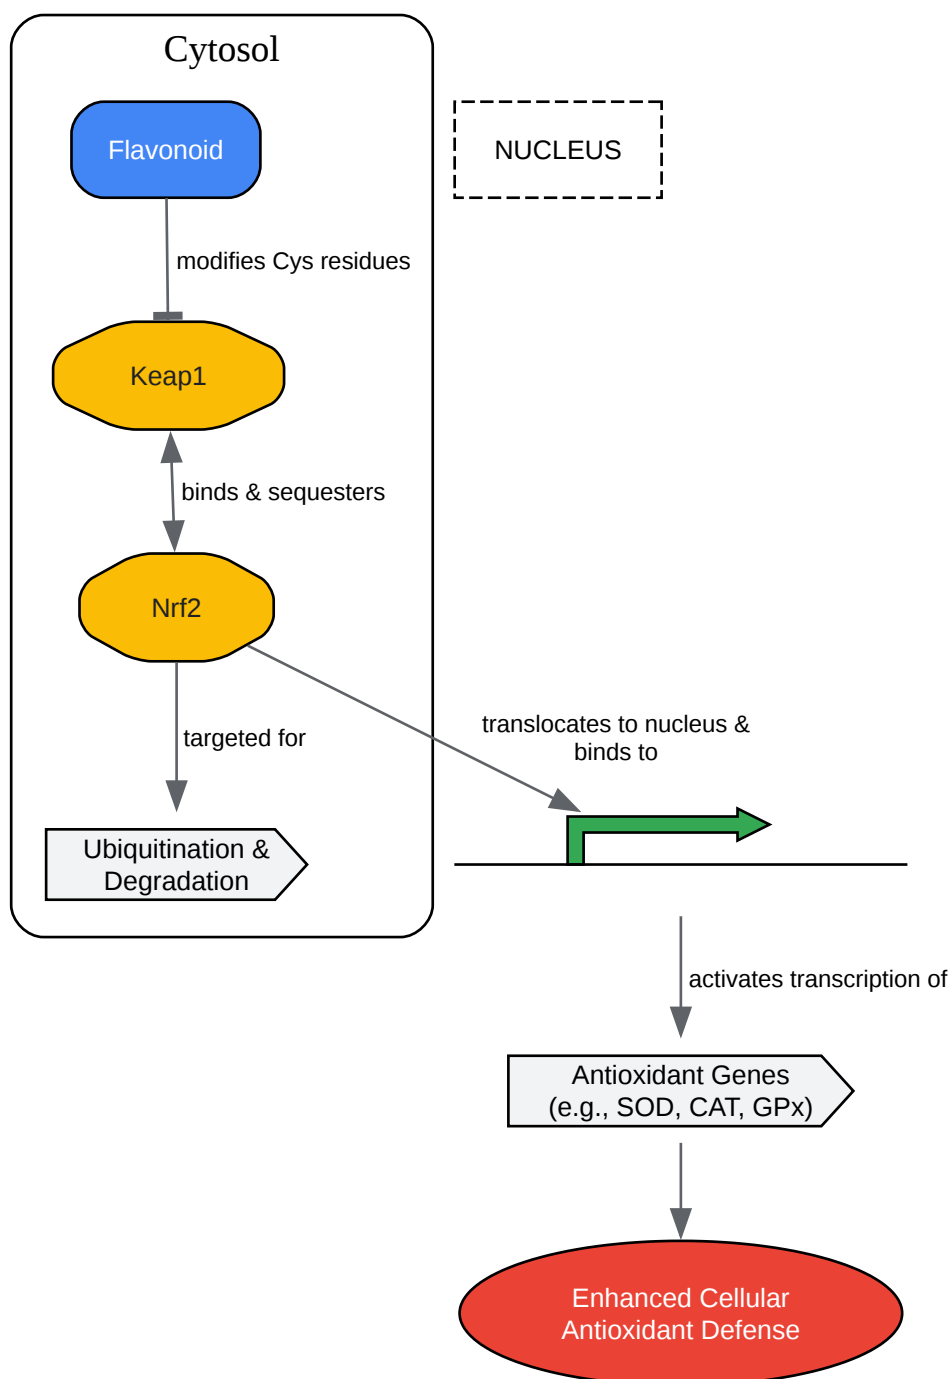 Cytosol
Flavonoid
NUCLEUS
modifies Cys residues
Keap1
binds & sequesters
Nrf2
translocates to nucleus &
binds to
targeted for
Ubiquitination &
Degradation
activates transcription of
Antioxidant Genes
(e.g., SOD, CAT, GPx)
Enhanced Cellular
Antioxidant Defense